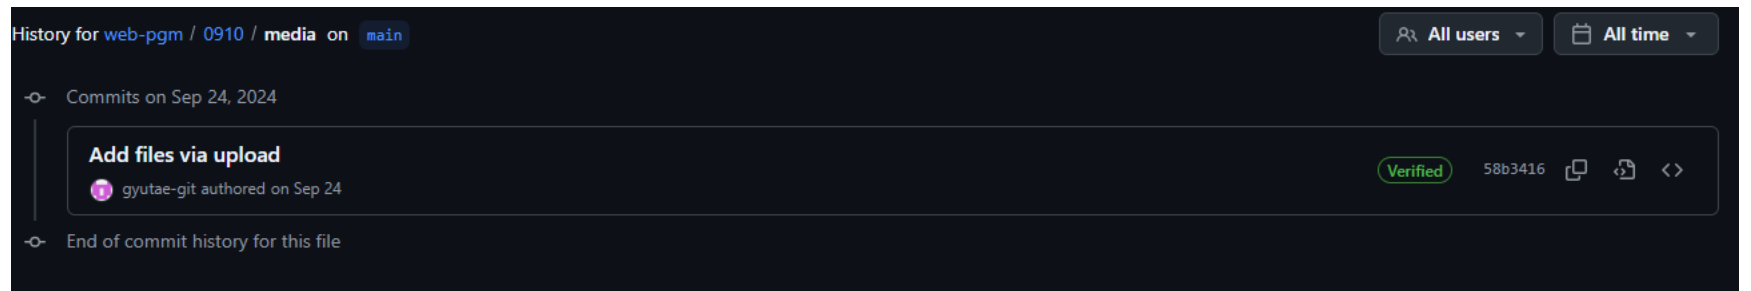 History for web-pgm / 0910 / media on main
All users
All time
Commits on Sep 24, 2024
Add files via upload
gyutae-git authored on Sep 24
Verified
58b3416
End of commit history for this file